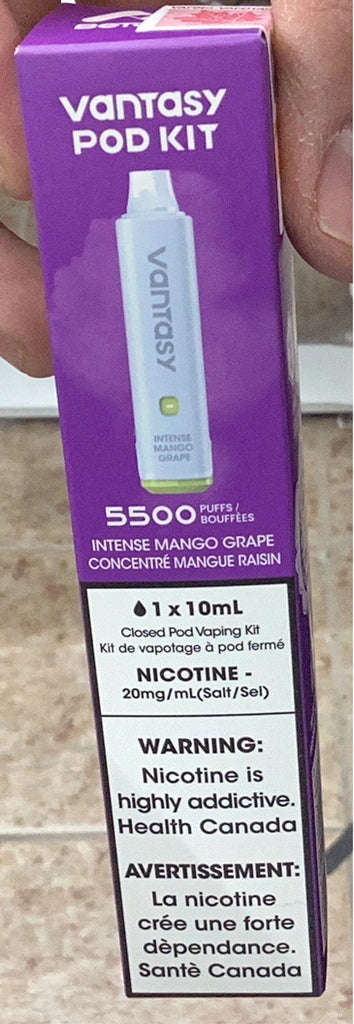 VANTASY
POD KIT
VANTASY
INTENSE
MANGO
GRAPE
5500 PUFFS /
BOUFFÉES
INTENSE MANGO GRAPE
CONCENTRÉ MANGUE RAISIN
1 x 10mL
Closed Pod Vaping Kit
Kit de vapotage à pod fermé
NICOTINE -
20mg/mL(Salt/Sel)
WARNING:
Nicotine is
highly addictive.
Health Canada
AVERTISSEMENT:
La nicotine
crée une forte
dèpendance.
Santè Canada